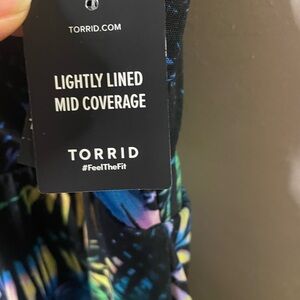 TORRID.COM
LIGHTLY LINED
MID COVERAGE
TORRID
#FeelTheFit